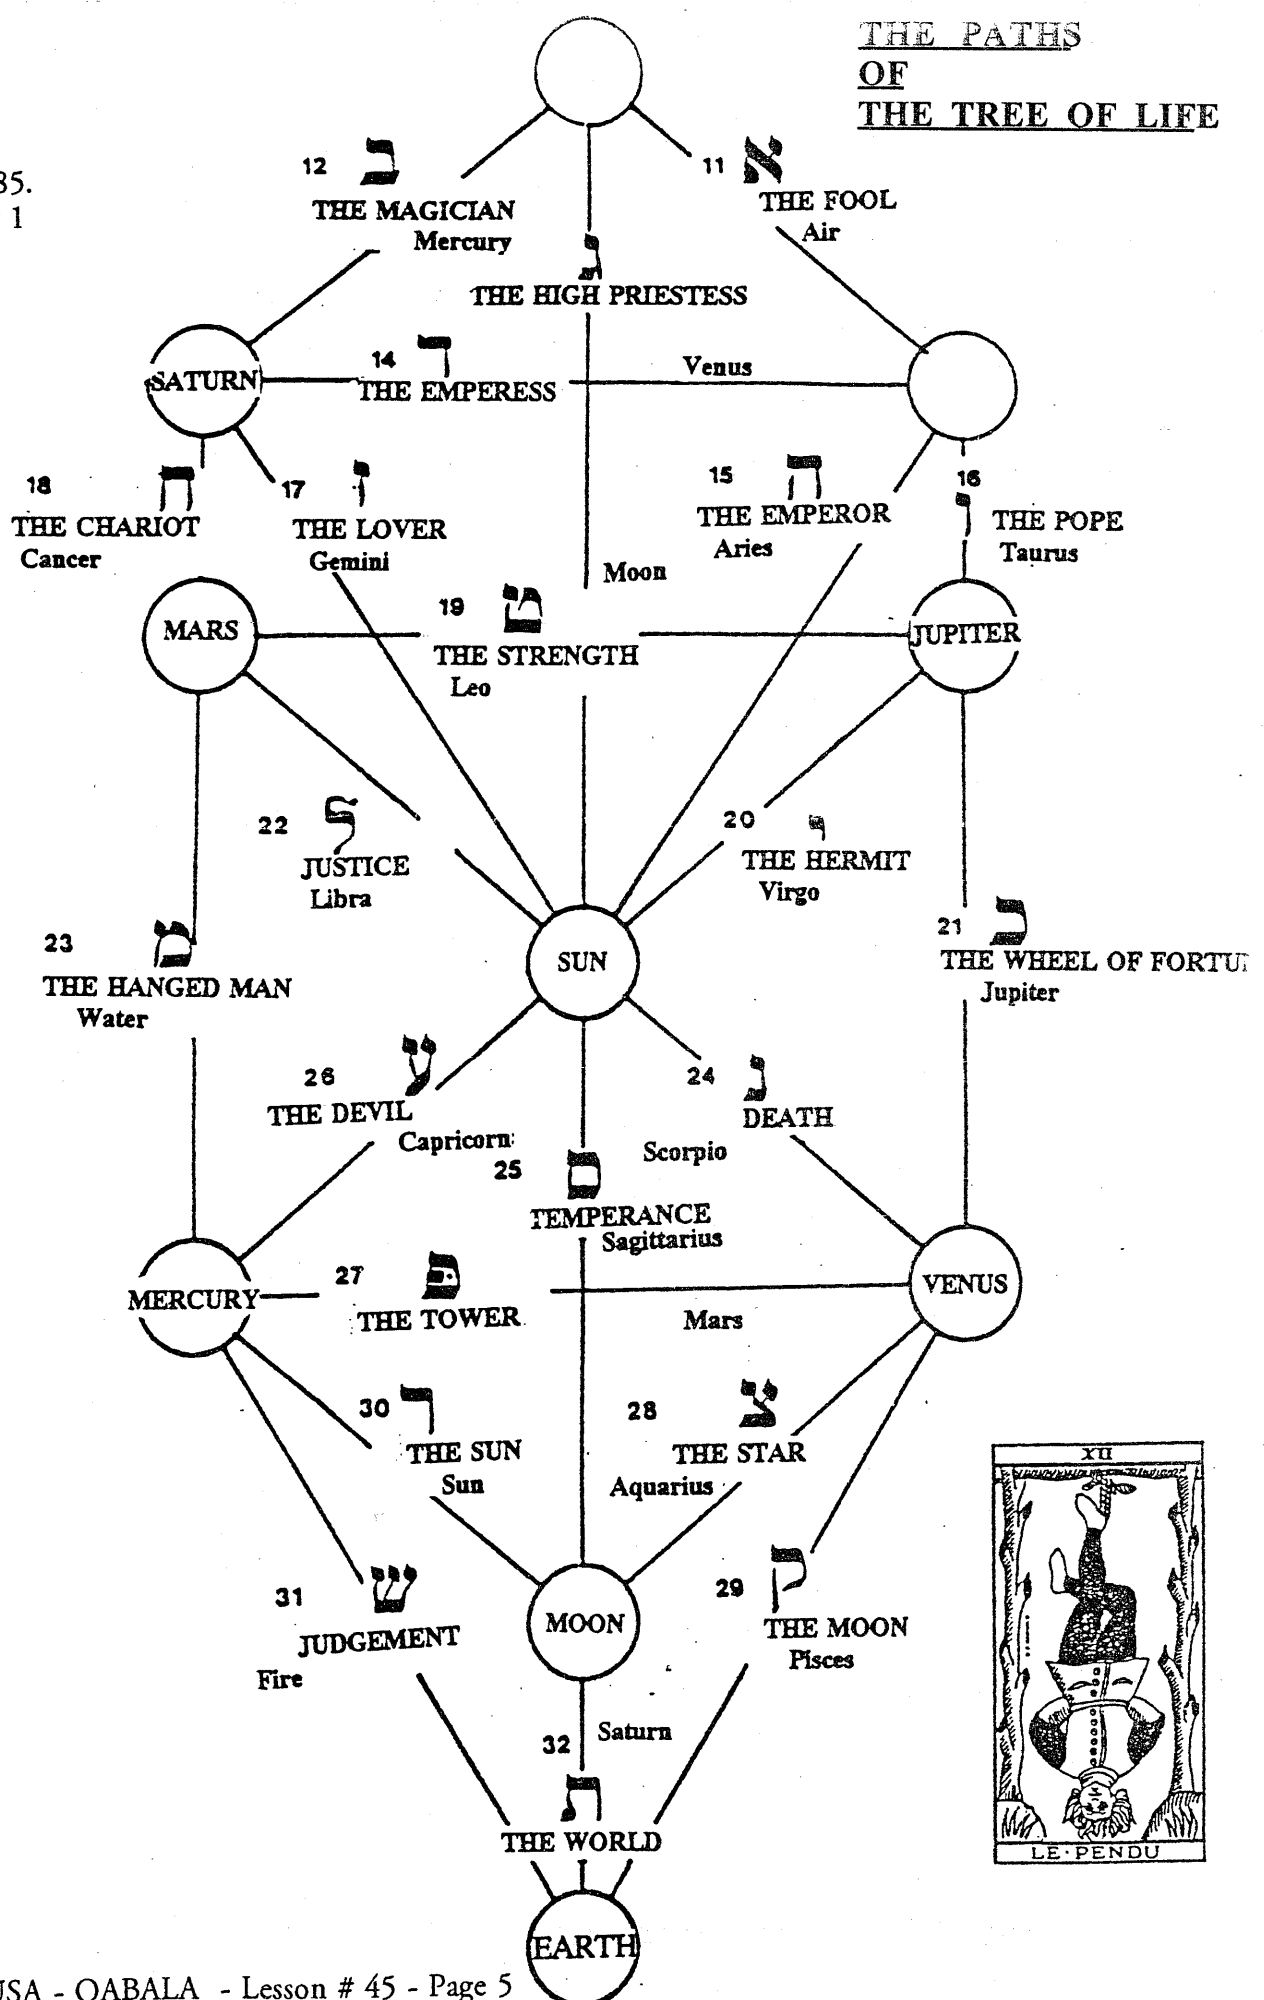 THE PATHS
OF
THE TREE OF LIFE
85.
1
12 ב
THE MAGICIAN
Mercury
11 א
THE FOOL
Air
ג
THE HIGH PRIESTESS
SATURN
14 ד
THE EMPERESS
Venus
18 ח
THE CHARIOT
Cancer
17 ז
THE LOVER
Gemini
15 ה
THE EMPEROR
Aries
16
ו THE POPE
Taurus
Moon
MARS
19 ט
THE STRENGTH
Leo
JUPITER
22 ל
JUSTICE
Libra
20 י
THE HERMIT
Virgo
23 מ
THE HANGED MAN
Water
SUN
21 כ
THE WHEEL OF FORTU
Jupiter
26 ע
THE DEVIL
Capricorn
24 נ
DEATH
Scorpio
25 ס
TEMPERANCE
Sagittarius
MERCURY
27 פ
THE TOWER
Mars
VENUS
30 ר
THE SUN
Sun
28 צ
THE STAR
Aquarius
XII
31 ש
JUDGEMENT
Fire
MOON
29 ק
THE MOON
Pisces
32 Saturn
ת
THE WORLD
LE·PENDU
EARTH
USA - QABALA - Lesson # 45 - Page 5